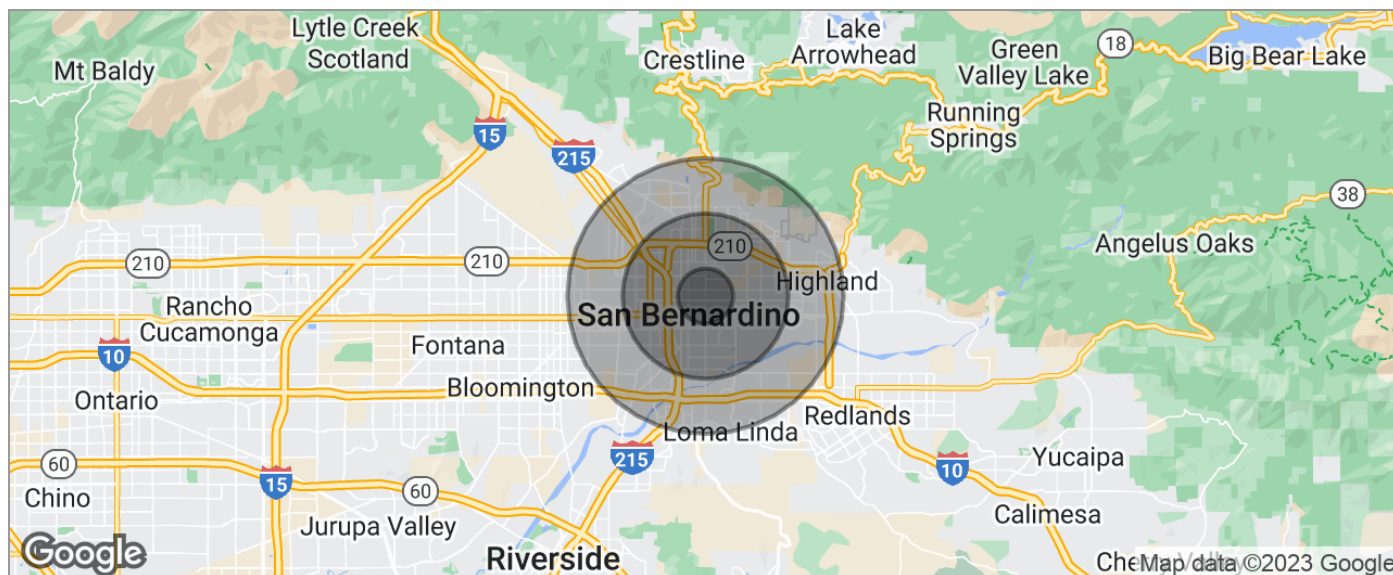 Lytle Creek
Scotland
Mt Baldy
Crestline
Lake
Arrowhead
Green
Valley Lake
18
Big Bear Lake
Running
Springs
15
215
38
Angelus Oaks
210
210
210
Highland
Rancho
Cucamonga
San Bernardino
Fontana
10
Bloomington
Ontario
Redlands
Loma Linda
215
60
15
60
10
Yucaipa
Chino
Jurupa Valley
Calimesa
Google
Riverside
Map data ©2023 Google